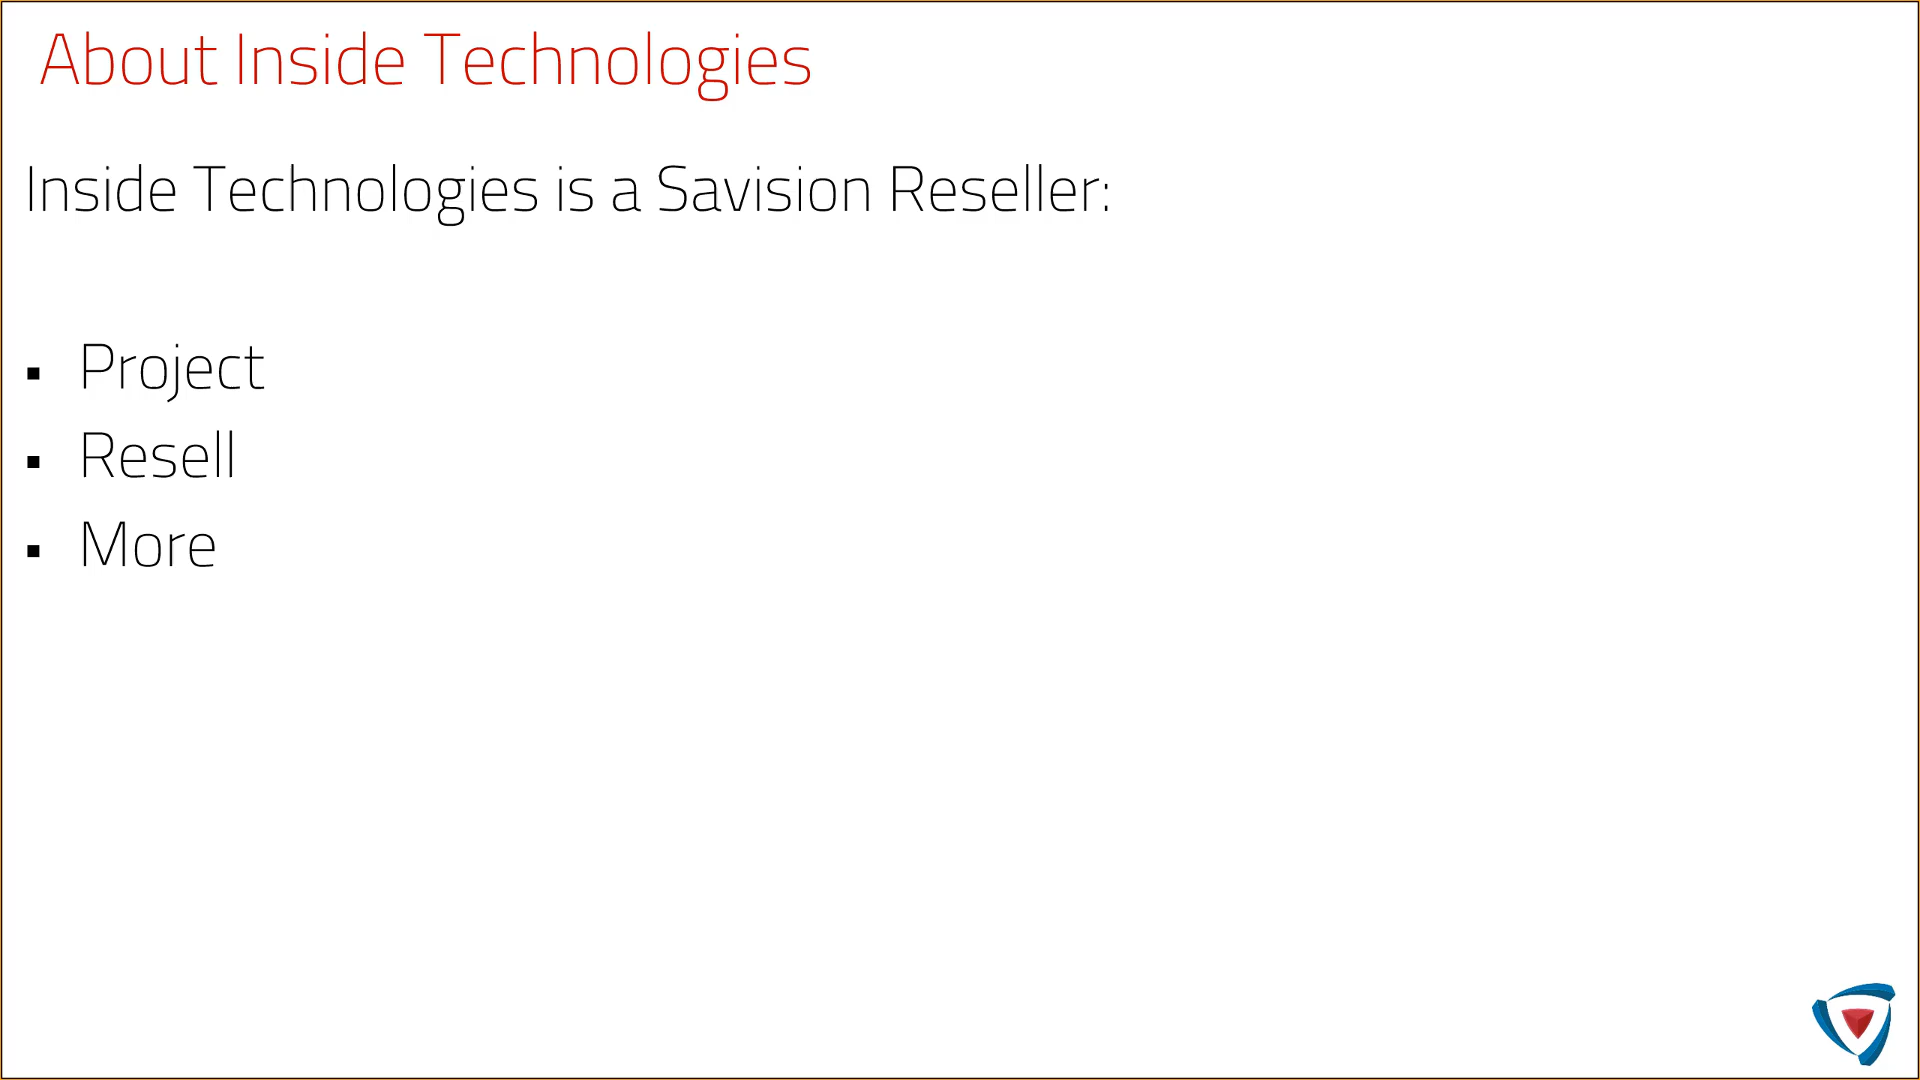 About Inside Technologies
Inside Technologies is a Savision Reseller:
▪ Project
▪ Resell
▪ More